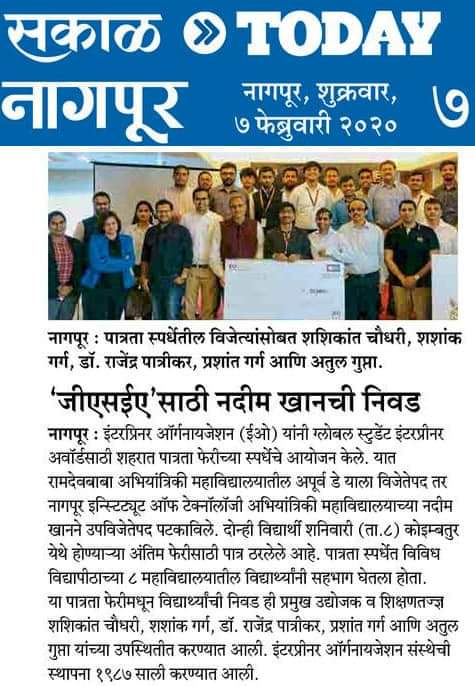 सकाळ TODAY
नागपूर
नागपूर, शुक्रवार,
७ फेब्रुवारी २०२०
७
नागपूर : पात्रता स्पर्धेतील विजेत्यांसोबत शशिकांत चौधरी, शशांक
गर्ग, डॉ. राजेंद्र पात्रीकर, प्रशांत गर्ग आणि अतुल गुप्ता.
‘जीएसईए’साठी नदीम खानची निवड
नागपूर : इंटरप्रिनर ऑर्गनायजेशन (ईओ) यांनी ग्लोबल स्टुडेंट इंटरप्रीनर
अवॉर्डसाठी शहरात पात्रता फेरीच्या स्पर्धेचे आयोजन केले. यात
रामदेवबाबा अभियांत्रिकी महाविद्यालयातील अपूर्व डे याला विजेतेपद तर
नागपूर इन्स्टिट्यूट ऑफ टेक्नॉलॉजी अभियांत्रिकी महाविद्यालयाच्या नदीम
खानने उपविजेतेपद पटकाविले. दोन्ही विद्यार्थी शनिवारी (ता.८) कोइम्बतुर
येथे होणाऱ्या अंतिम फेरीसाठी पात्र ठरलेले आहे. पात्रता स्पर्धेत विविध
विद्यापीठाच्या ८ महाविद्यालयातील विद्यार्थ्यांनी सहभाग घेतला होता.
या पात्रता फेरीमधून विद्यार्थ्यांची निवड ही प्रमुख उद्योजक व शिक्षणतज्ज्ञ
शशिकांत चौधरी, शशांक गर्ग, डॉ. राजेंद्र पात्रीकर, प्रशांत गर्ग आणि अतुल
गुप्ता यांच्या उपस्थितीत करण्यात आली. इंटरप्रीनर ऑर्गनायजेशन संस्थेची
स्थापना १९८७ साली करण्यात आली.